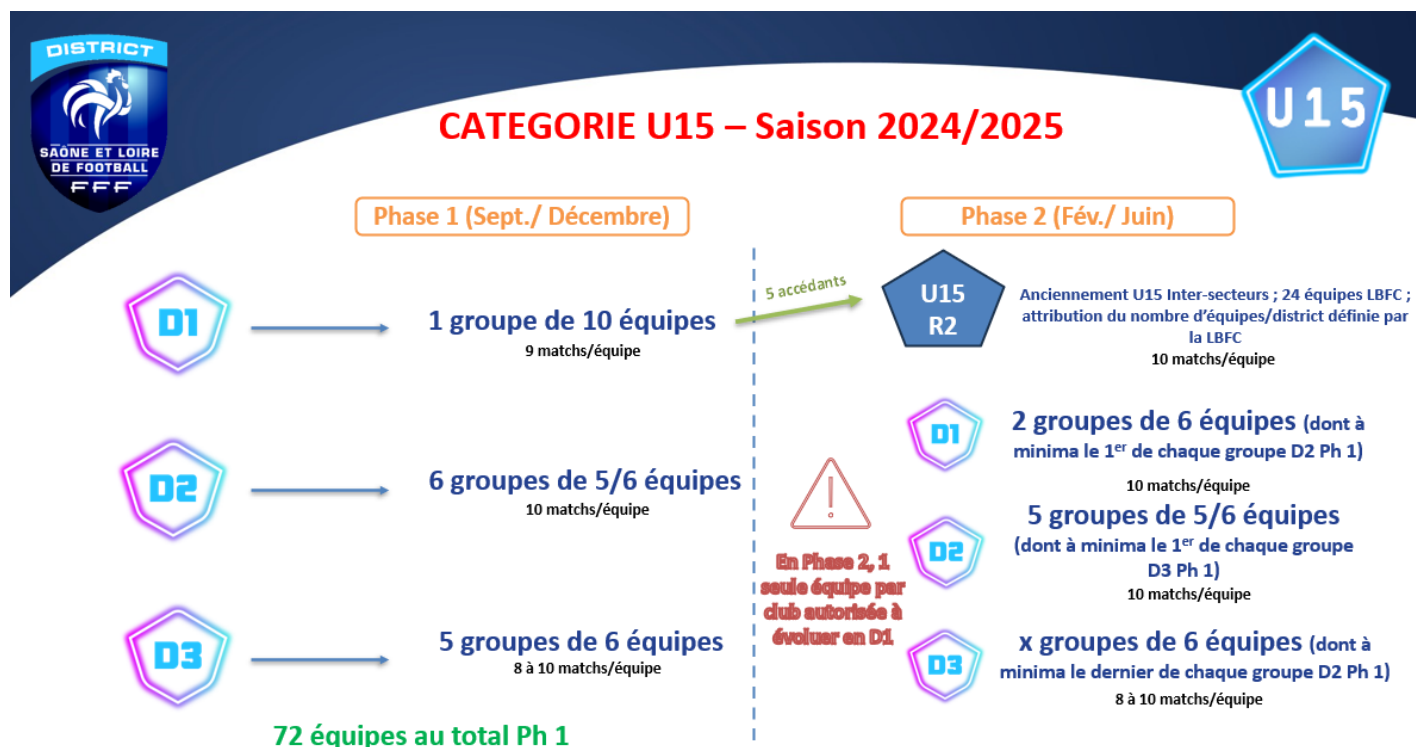 DISTRICT
SAÔNE ET LOIRE
DE FOOTBALL
FFF
U15
CATEGORIE U15 – Saison 2024/2025
Phase 1 (Sept./ Décembre)
D1
1 groupe de 10 équipes
9 matchs/équipe
D2
6 groupes de 5/6 équipes
10 matchs/équipe
D3
5 groupes de 6 équipes
8 à 10 matchs/équipe
72 équipes au total Ph 1
5 accédants
En Phase 2, 1
seule équipe par
club autorisée à
évoluer en D1
Phase 2 (Fév./ Juin)
U15
R2
Anciennement U15 Inter-secteurs ; 24 équipes LBFC ;
attribution du nombre d'équipes/district définie par
la LBFC
10 matchs/équipe
D1
2 groupes de 6 équipes (dont à
minima le 1er de chaque groupe D2 Ph 1)
10 matchs/équipe
D2
5 groupes de 5/6 équipes
(dont à minima le 1er de chaque groupe
D3 Ph 1)
10 matchs/équipe
D3
x groupes de 6 équipes (dont à
minima le dernier de chaque groupe D2 Ph 1)
8 à 10 matchs/équipe